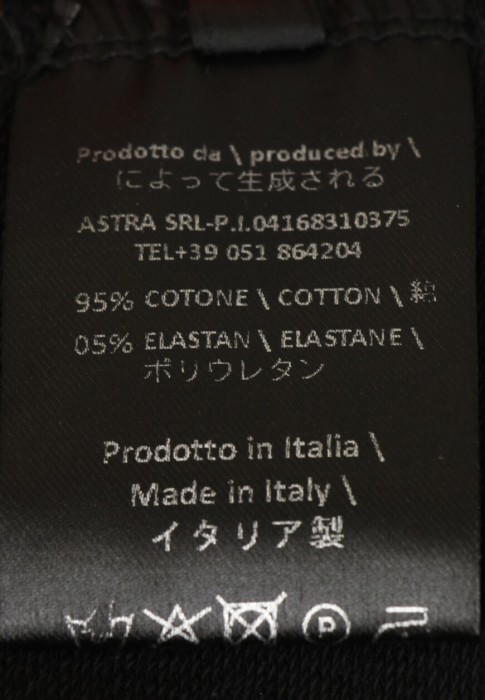 Prodotto da \ produced by \
によって生成される
ASTRA SRL-P.I.04168310375
TEL+39 051 864204
95% COTONE \ COTTON \ 綿
05% ELASTAN \ ELASTANE \
ポリウレタン
Prodotto in Italia \
Made in Italy \
イタリア製
P